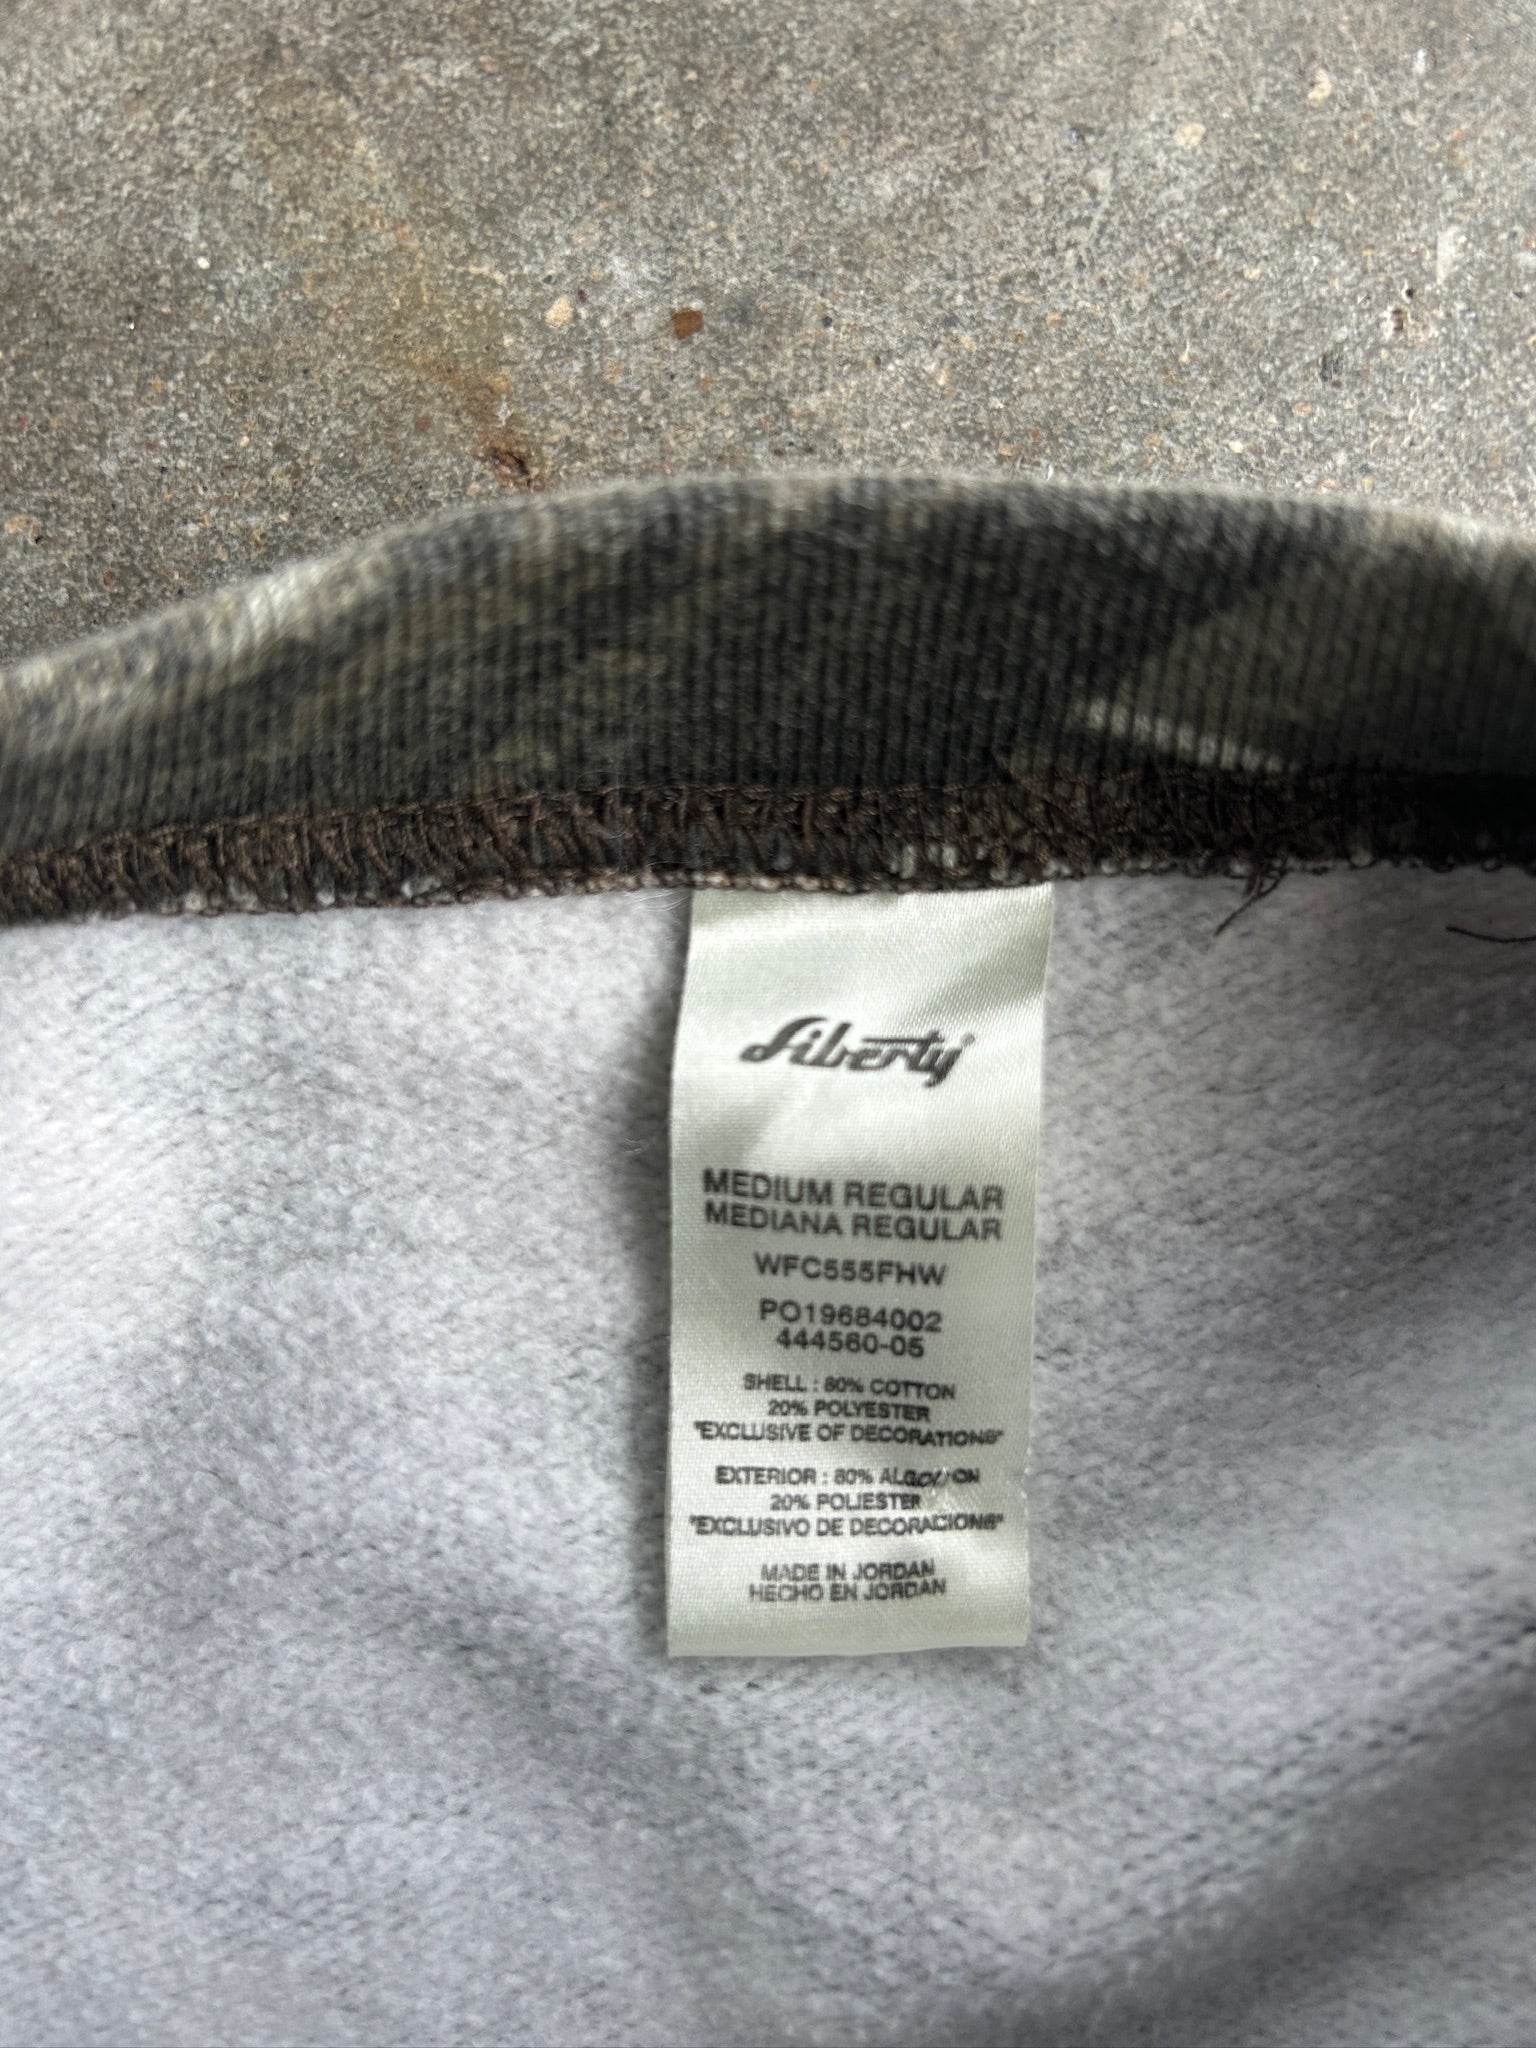 Liberty
MEDIUM REGULAR
MEDIANA REGULAR
WFC555FHW
PO19684002
444560-05
SHELL : 80% COTTON
20% POLYESTER
"EXCLUSIVE OF DECORATIONS"
EXTERIOR : 80% ALGODON
20% POLIESTER
"EXCLUSIVO DE DECORACIONS"
MADE IN JORDAN
HECHO EN JORDAN